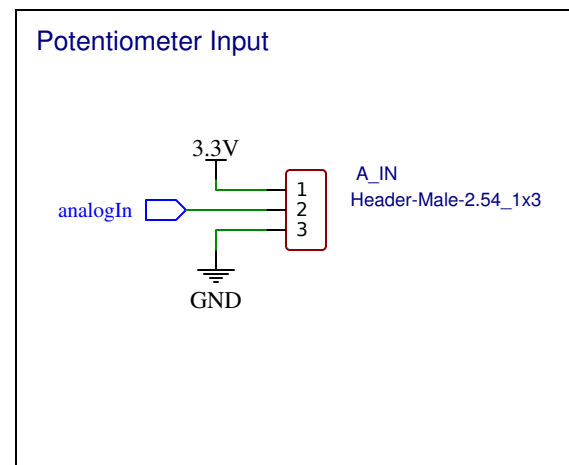 Potentiometer Input
3.3V
A_IN
Header-Male-2.54_1x3
1
analogIn
2
3
GND